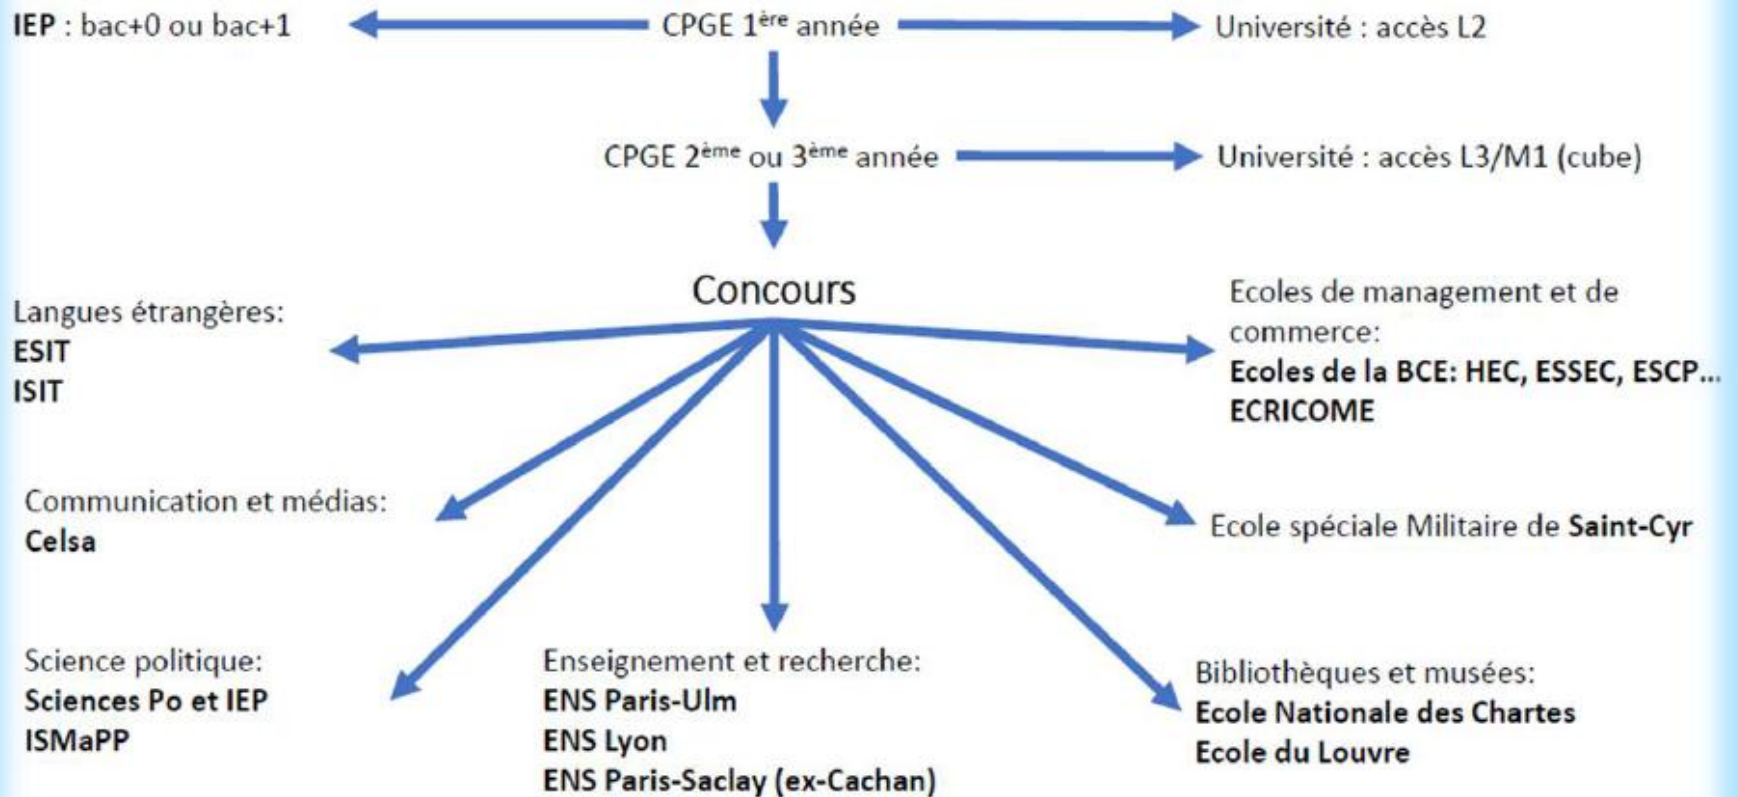 IEP : bac+0 ou bac+1
CPGE 1ère année
Université : accès L2
CPGE 2ème ou 3ème année
Université : accès L3/M1 (cube)
Concours
Langues étrangères:
ESIT
ISIT
Ecoles de management et de
commerce:
Ecoles de la BCE: HEC, ESSEC, ESCP...
ECRICOME
Communication et médias:
Celsa
Ecole spéciale Militaire de Saint-Cyr
Science politique:
Sciences Po et IEP
ISMaPP
Enseignement et recherche:
ENS Paris-Ulm
ENS Lyon
ENS Paris-Saclay (ex-Cachan)
Bibliothèques et musées:
Ecole Nationale des Chartes
Ecole du Louvre